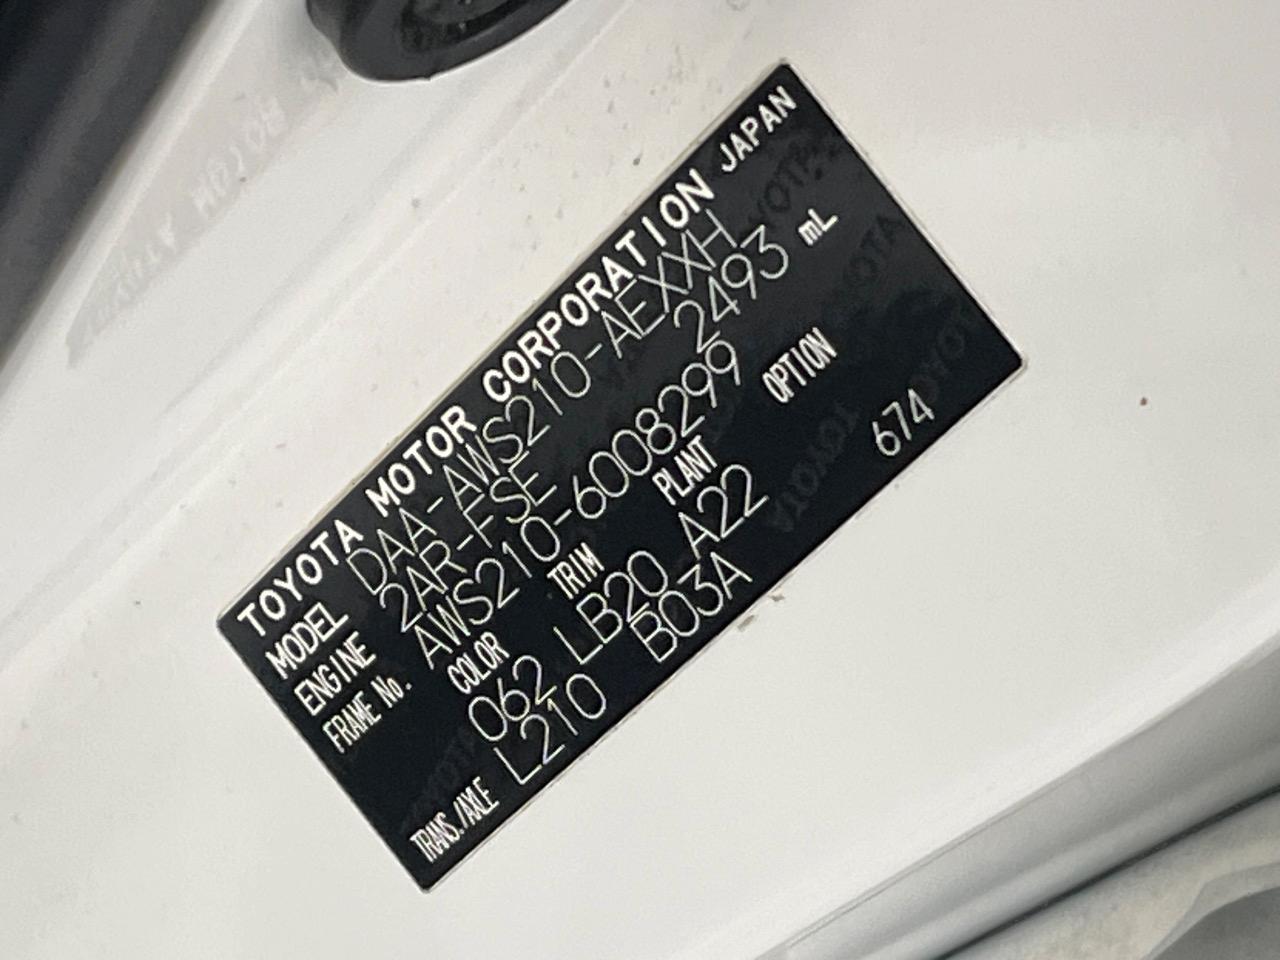 TOYOTA MOTOR CORPORATION JAPAN
MODEL DAA-AWS210-AEXXH
ENGINE 2AR-FSE 2493 mL
FRAME No. AWS210-6008299
COLOR TRIM PLANT OPTION
062 LB20 A22 674
TRANS./AXLE L210 B03A